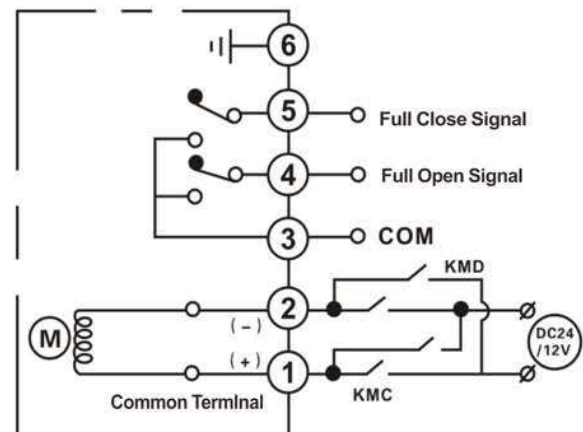 6
5 Full Close Signal
4 Full Open Signal
3 COM
KMD
2
(-)
M
DC24
/12V
(+)
1
KMC
Common TermInal